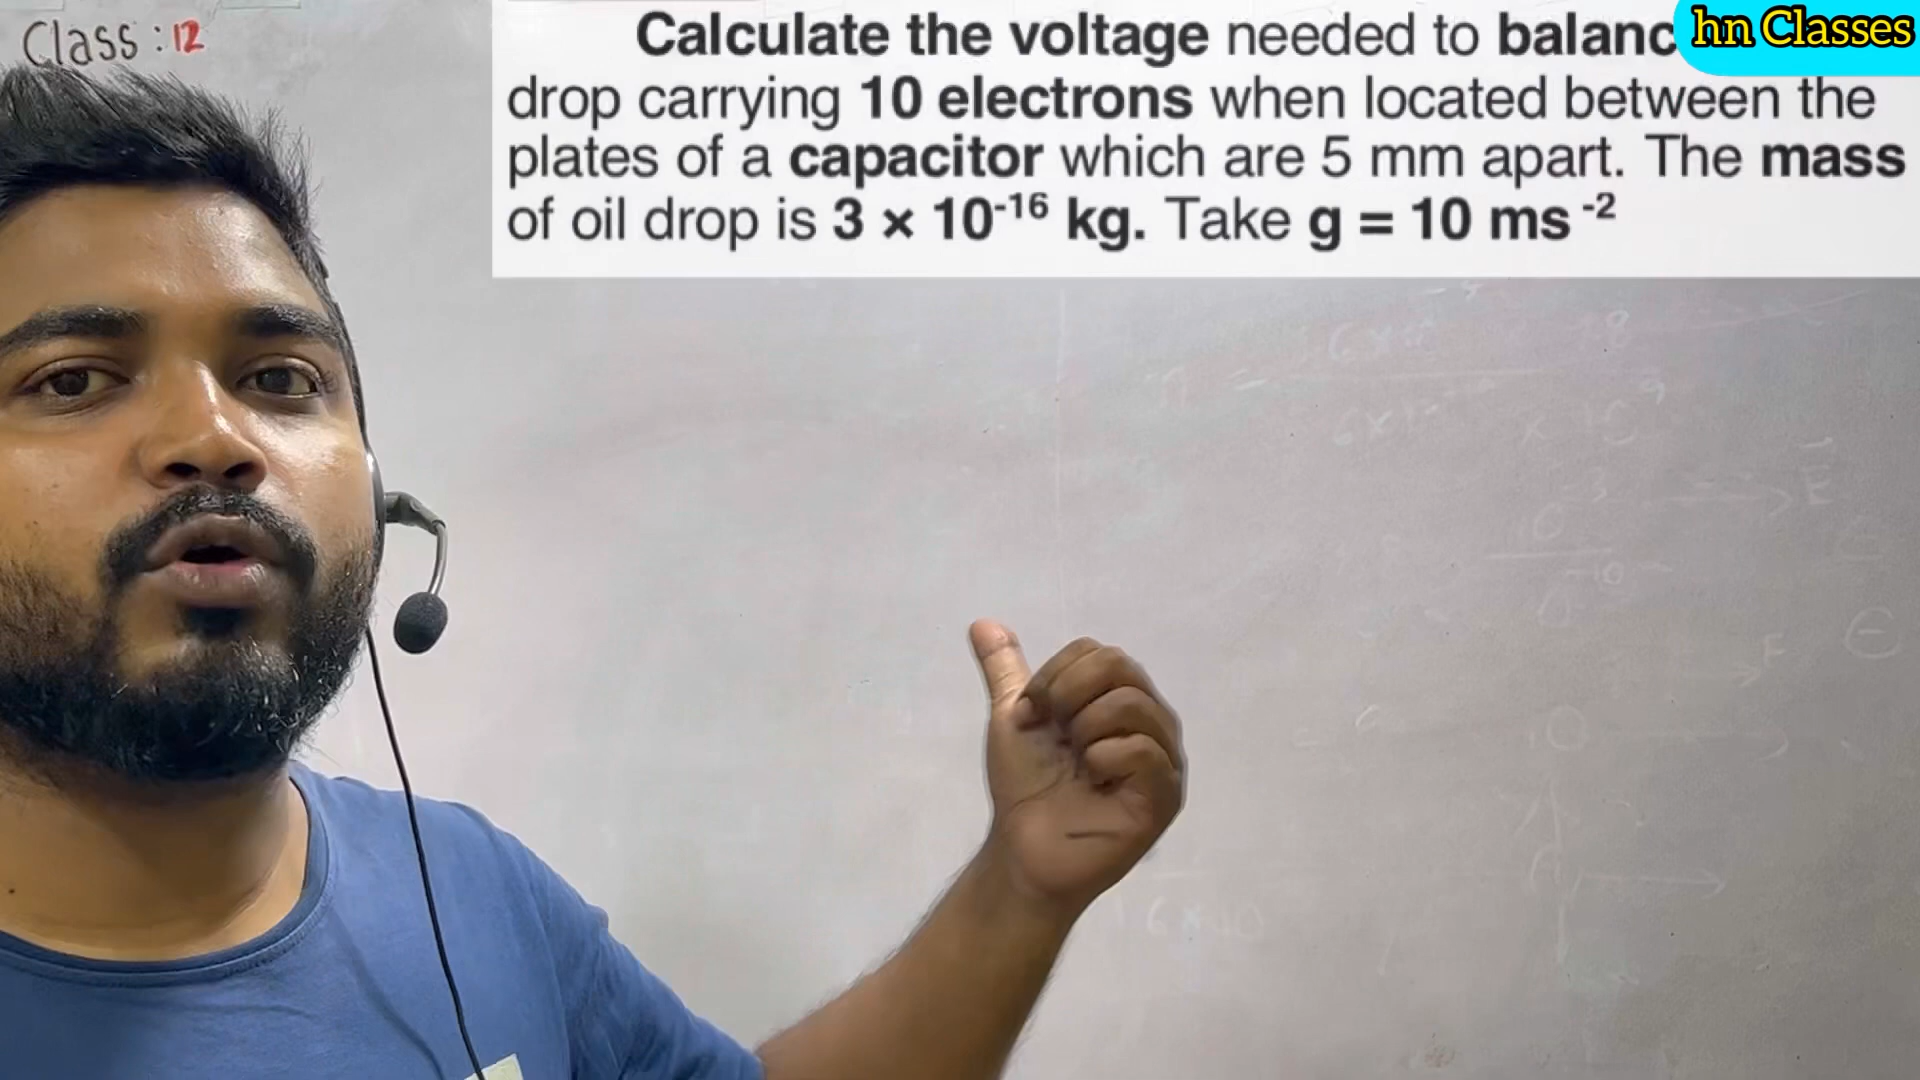 Class : 12
hn Classes
Calculate the voltage needed to balanc
drop carrying 10 electrons when located between the
plates of a capacitor which are 5 mm apart. The mass
of oil drop is 3 × 10⁻¹⁶ kg. Take g = 10 ms ⁻²